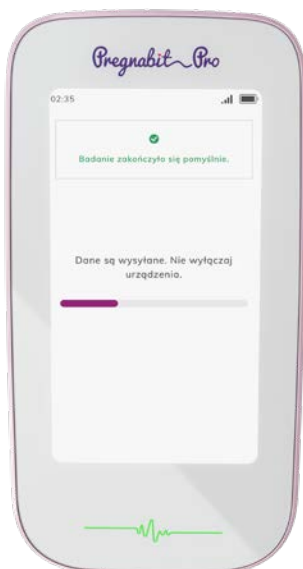 Pregnabit Pro
02:35
Badanie zakończyło się pomyślnie.
Dane są wysyłane. Nie wyłączaj
urządzenia.